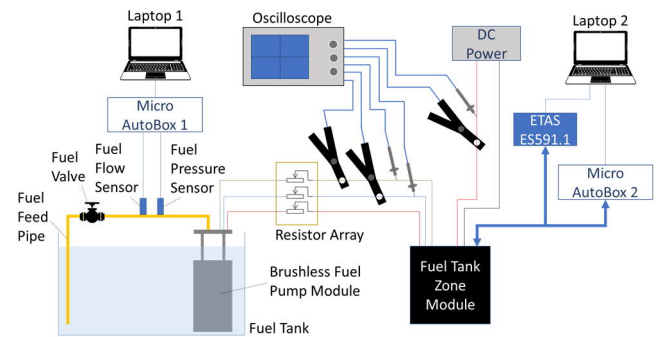 Laptop 1
Oscilloscope
DC
Power
Laptop 2
Micro
AutoBox 1
ETAS
ES591.1
Fuel
Valve
Fuel
Flow
Sensor
Fuel
Pressure
Sensor
Micro
AutoBox 2
Fuel
Feed
Pipe
Resistor Array
Brushless Fuel
Pump Module
Fuel Tank
Zone
Module
Fuel Tank